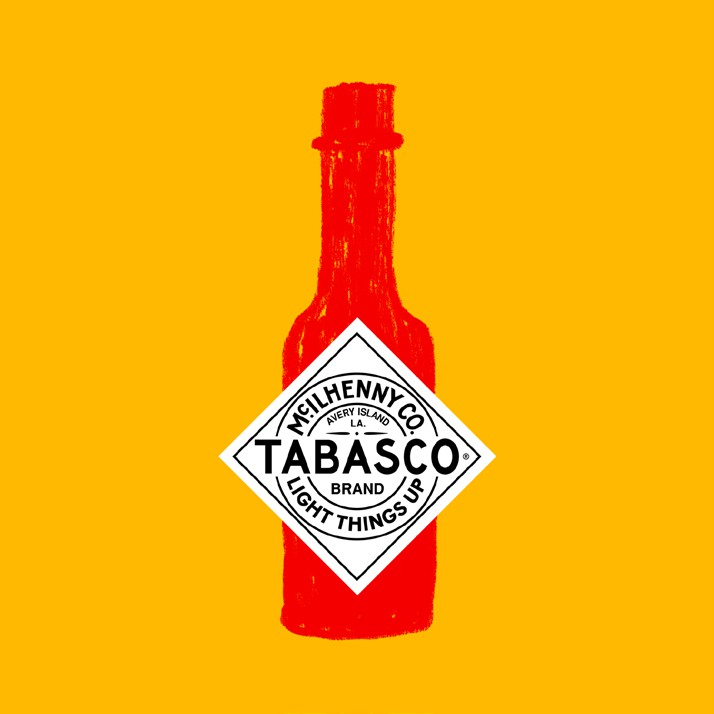 McILHENNY CO.
AVERY ISLAND
LA.
TABASCO®
BRAND
LIGHT THINGS UP